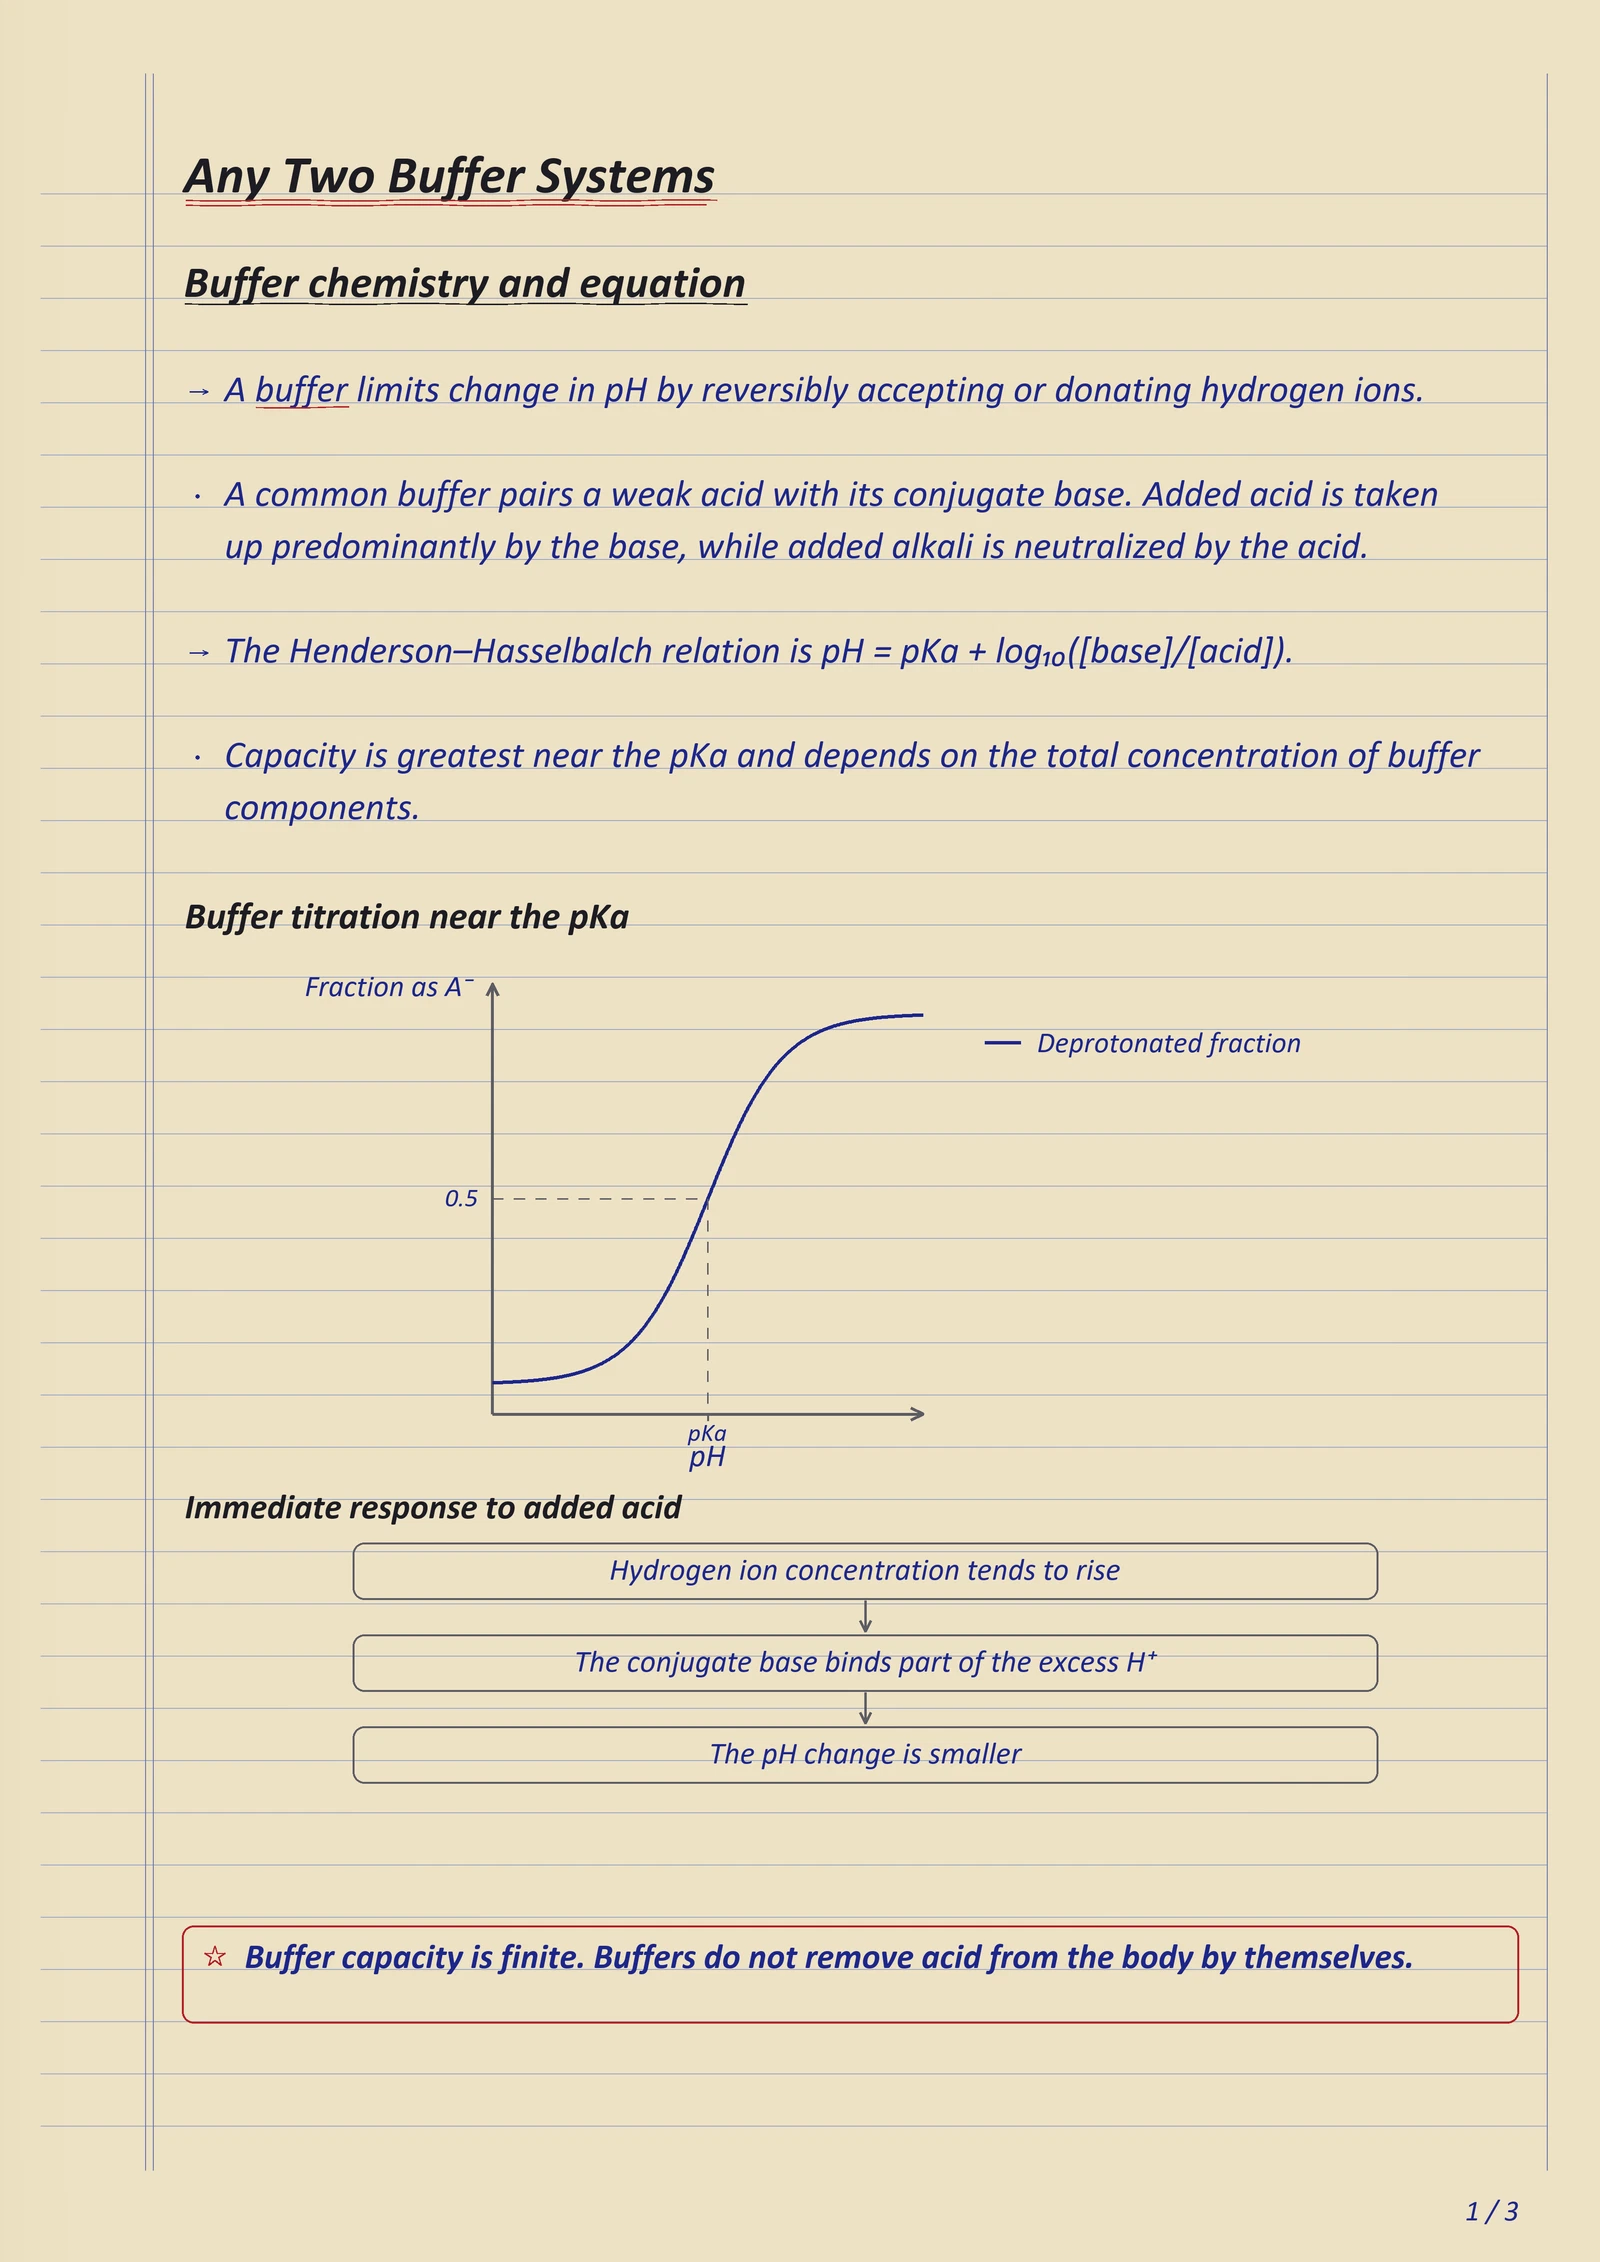 Any Two Buffer Systems
Buffer chemistry and equation
→ A buffer limits change in pH by reversibly accepting or donating hydrogen ions.
· A common buffer pairs a weak acid with its conjugate base. Added acid is taken
up predominantly by the base, while added alkali is neutralized by the acid.
→ The Henderson–Hasselbalch relation is pH = pKa + log₁₀([base]/[acid]).
· Capacity is greatest near the pKa and depends on the total concentration of buffer
components.
Buffer titration near the pKa
Fraction as A⁻
Deprotonated fraction
0.5
pKa
pH
Immediate response to added acid
Hydrogen ion concentration tends to rise
The conjugate base binds part of the excess H⁺
The pH change is smaller
☆ Buffer capacity is finite. Buffers do not remove acid from the body by themselves.
1 / 3